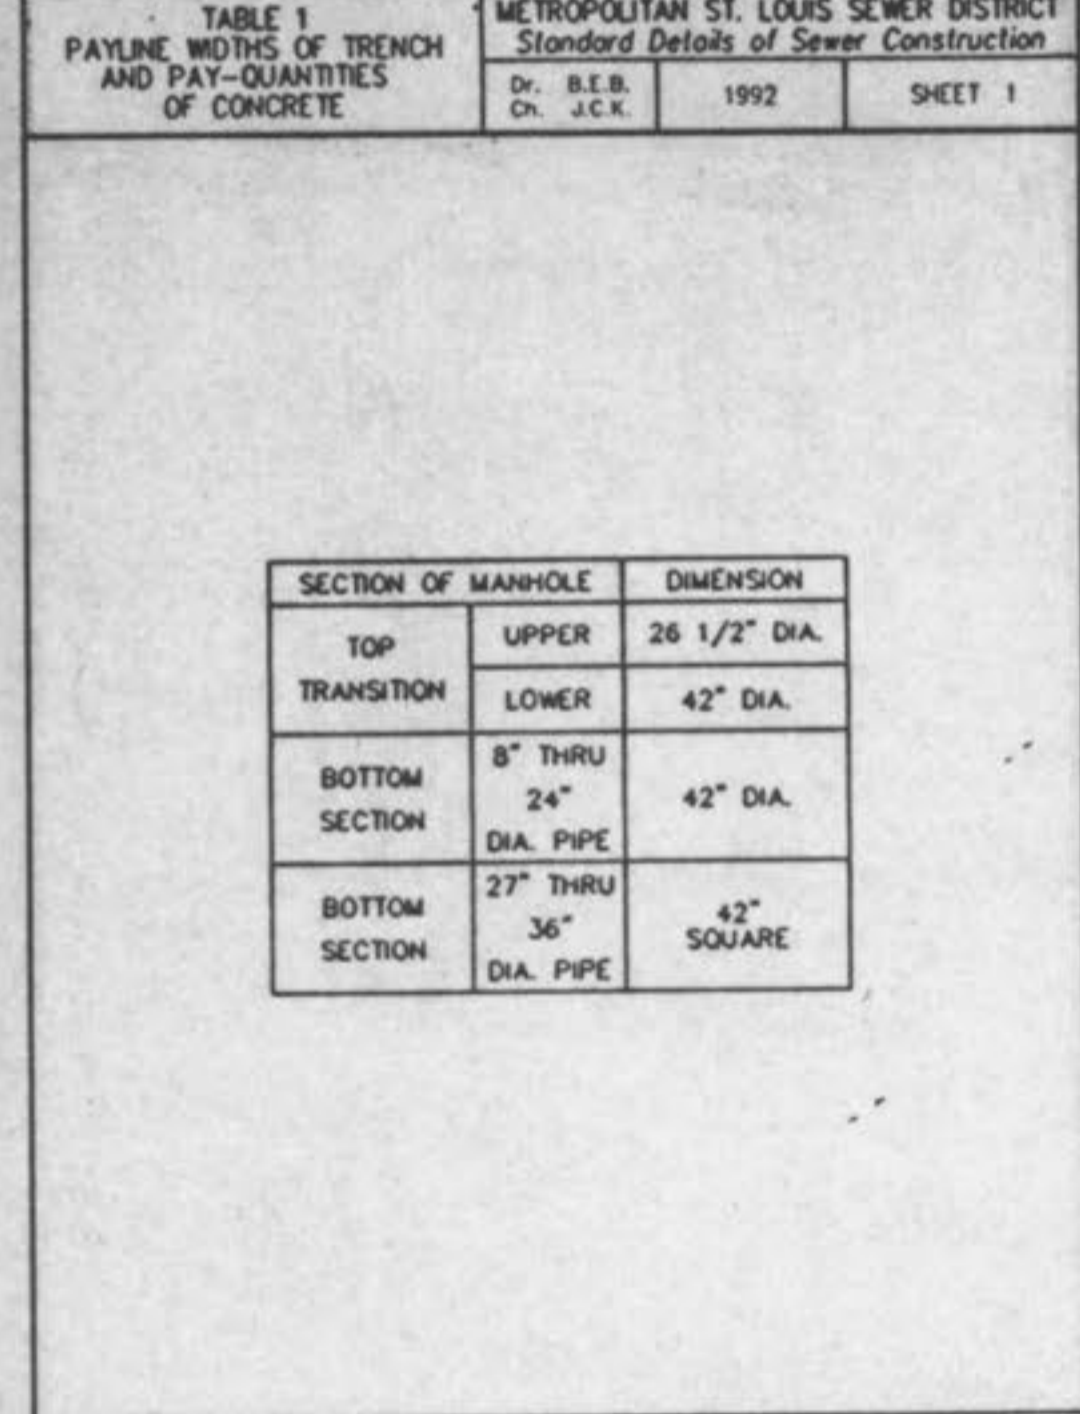 TABLE 1
PAYLINE WIDTHS OF TRENCH
AND PAY-QUANTITIES
OF CONCRETE
METROPOLITAN ST. LOUIS SEWER DISTRICT
Standard Details of Sewer Construction
Dr. B.E.B.
Ch. J.C.K.
1992
SHEET 1
SECTION OF MANHOLE
DIMENSION
TOP
TRANSITION
UPPER
26 1/2" DIA.
LOWER
42" DIA.
BOTTOM
SECTION
8" THRU
24"
DIA. PIPE
42" DIA.
BOTTOM
SECTION
27" THRU
36"
DIA. PIPE
42"
SQUARE